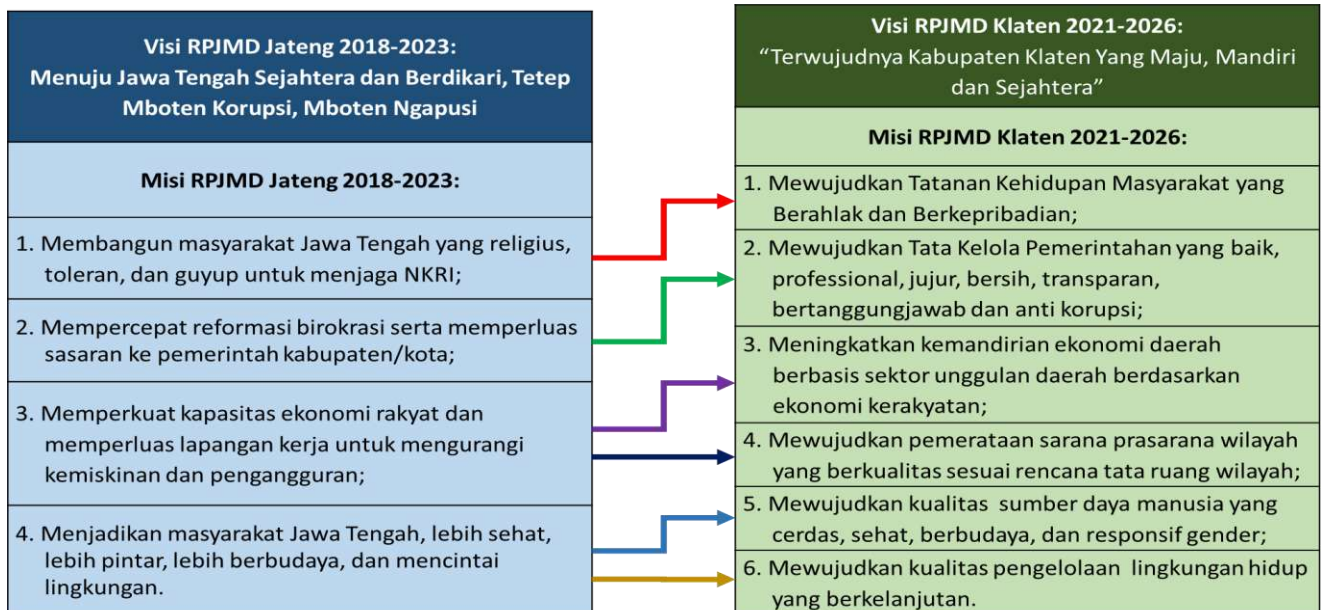 Visi RPJMD Jateng 2018-2023:
Menuju Jawa Tengah Sejahtera dan Berdikari, Tetep
Mboten Korupsi, Mboten Ngapusi
Misi RPJMD Jateng 2018-2023:
1. Membangun masyarakat Jawa Tengah yang religius,
toleran, dan guyup untuk menjaga NKRI;
2. Mempercepat reformasi birokrasi serta memperluas
sasaran ke pemerintah kabupaten/kota;
3. Memperkuat kapasitas ekonomi rakyat dan
memperluas lapangan kerja untuk mengurangi
kemiskinan dan pengangguran;
4. Menjadikan masyarakat Jawa Tengah, lebih sehat,
lebih pintar, lebih berbudaya, dan mencintai
lingkungan.
Visi RPJMD Klaten 2021-2026:
“Terwujudnya Kabupaten Klaten Yang Maju, Mandiri
dan Sejahtera”
Misi RPJMD Klaten 2021-2026:
1. Mewujudkan Tatanan Kehidupan Masyarakat yang
Berahlak dan Berkepribadian;
2. Mewujudkan Tata Kelola Pemerintahan yang baik,
professional, jujur, bersih, transparan,
bertanggungjawab dan anti korupsi;
3. Meningkatkan kemandirian ekonomi daerah
berbasis sektor unggulan daerah berdasarkan
ekonomi kerakyatan;
4. Mewujudkan pemerataan sarana prasarana wilayah
yang berkualitas sesuai rencana tata ruang wilayah;
5. Mewujudkan kualitas sumber daya manusia yang
cerdas, sehat, berbudaya, dan responsif gender;
6. Mewujudkan kualitas pengelolaan lingkungan hidup
yang berkelanjutan.